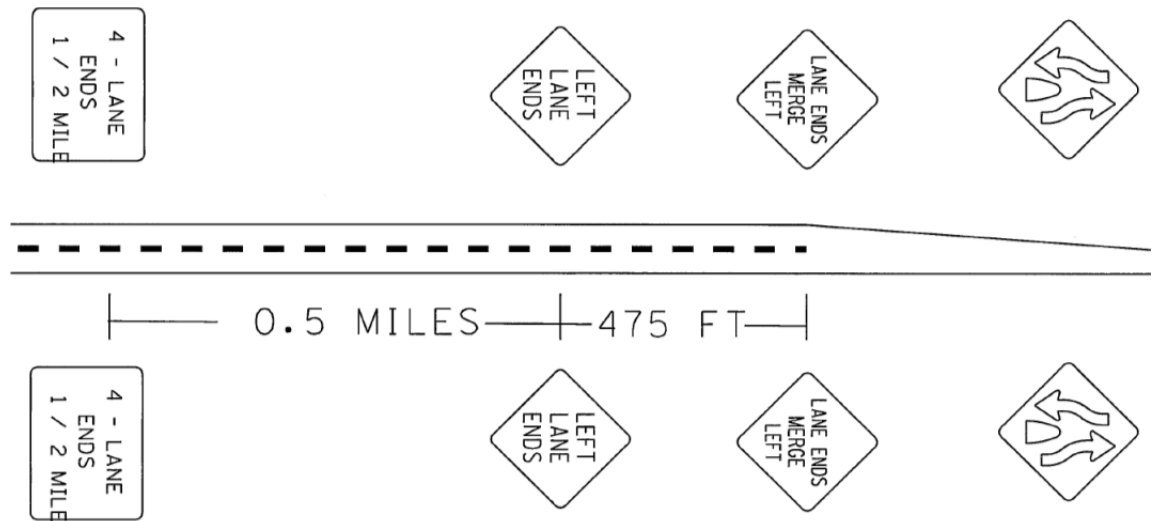 4 - LANE
ENDS
1 / 2 MILE
LEFT
LANE
ENDS
LANE ENDS
MERGE
LEFT
0.5 MILES
475 FT
4 - LANE
ENDS
1 / 2 MILE
LEFT
LANE
ENDS
LANE ENDS
MERGE
LEFT